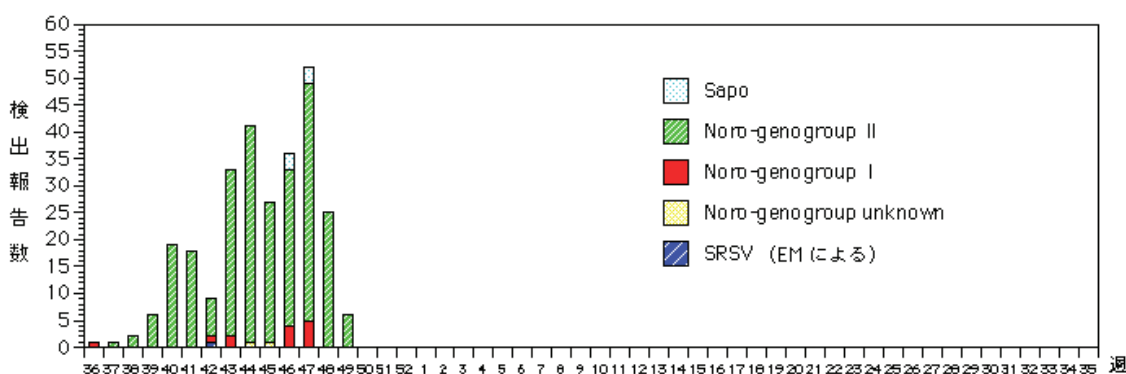 検出報告数
60
55
50
45
40
35
30
25
20
15
10
5
0
Sapo
Noro-genogroup II
Noro-genogroup I
Noro-genogroup unknown
SRSV (EMによる)
36 37 38 39 40 41 42 43 44 45 46 47 48 49 50 51 52 1 2 3 4 5 6 7 8 9 10 11 12 13 14 15 16 17 18 19 20 21 22 23 24 25 26 27 28 29 30 31 32 33 34 35 週